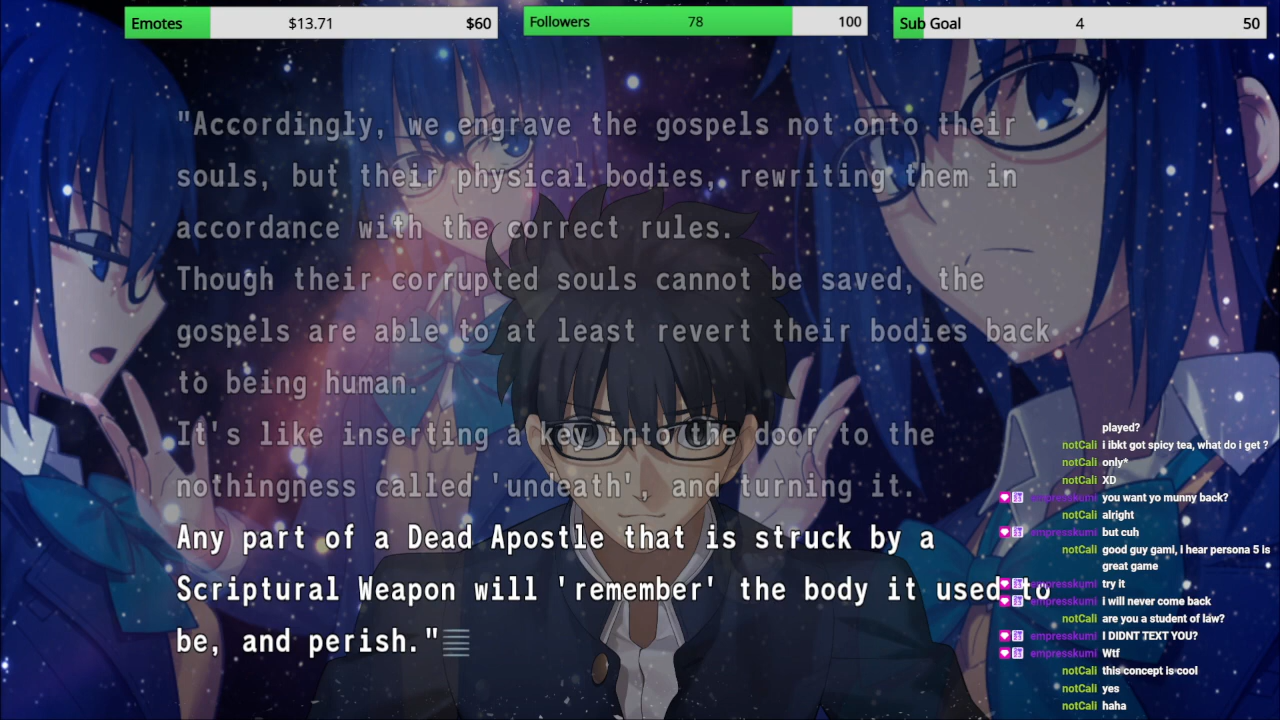 Emotes $13.71 $60
Followers 78 100
Sub Goal 4 50
"Accordingly, we engrave the gospels not onto their
souls, but their physical bodies, rewriting them in
accordance with the correct rules.
Though their corrupted souls cannot be saved, the
gospels are able to at least revert their bodies back
to being human.
It's like inserting a key into the door to the
nothingness called 'undeath', and turning it.
Any part of a Dead Apostle that is struck by a
Scriptural Weapon will 'remember' the body it used to
be, and perish."
played?
notCali i ibkt got spicy tea, what do i get ?
notCali only*
notCali XD
empresskumi you want yo munny back?
notCali alright
empresskumi but cuh
notCali good guy gami, I hear persona 5 is
great game
empresskumi try it
empresskumi i will never come back
notCali are you a student of law?
empresskumi I DIDNT TEXT YOU?
empresskumi Wtf
notCali this concept is cool
notCali yes
notCali haha